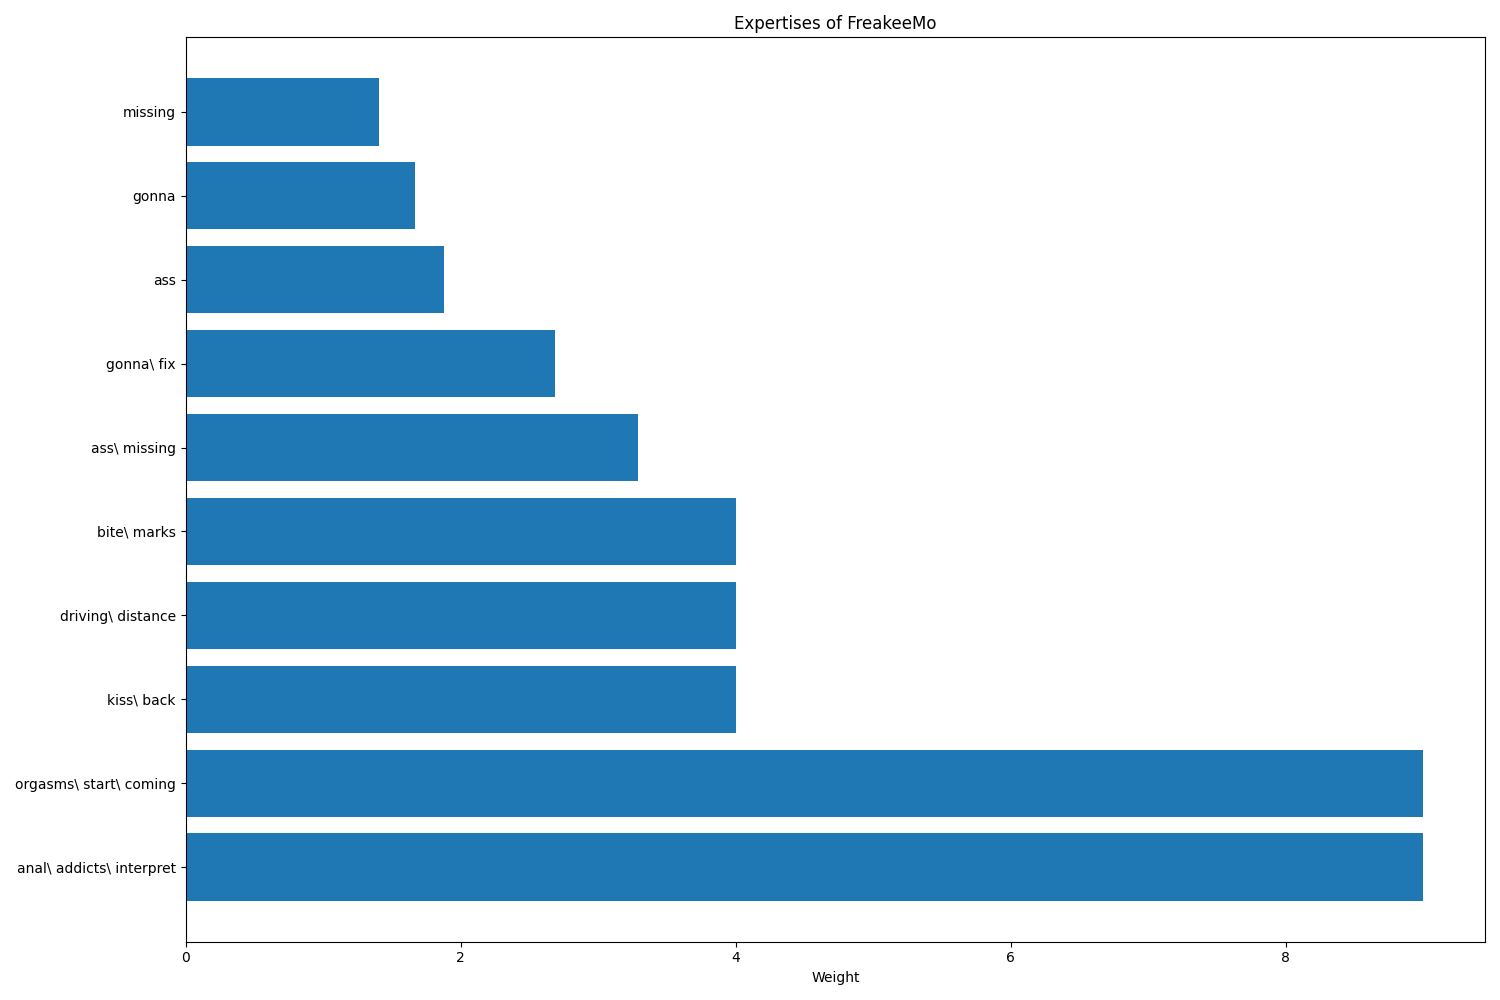 Expertises of FreakeeMo
missing
gonna
ass
gonna\ fix
ass\ missing
bite\ marks
driving\ distance
kiss\ back
orgasms\ start\ coming
anal\ addicts\ interpret
0 2 4 6 8
Weight